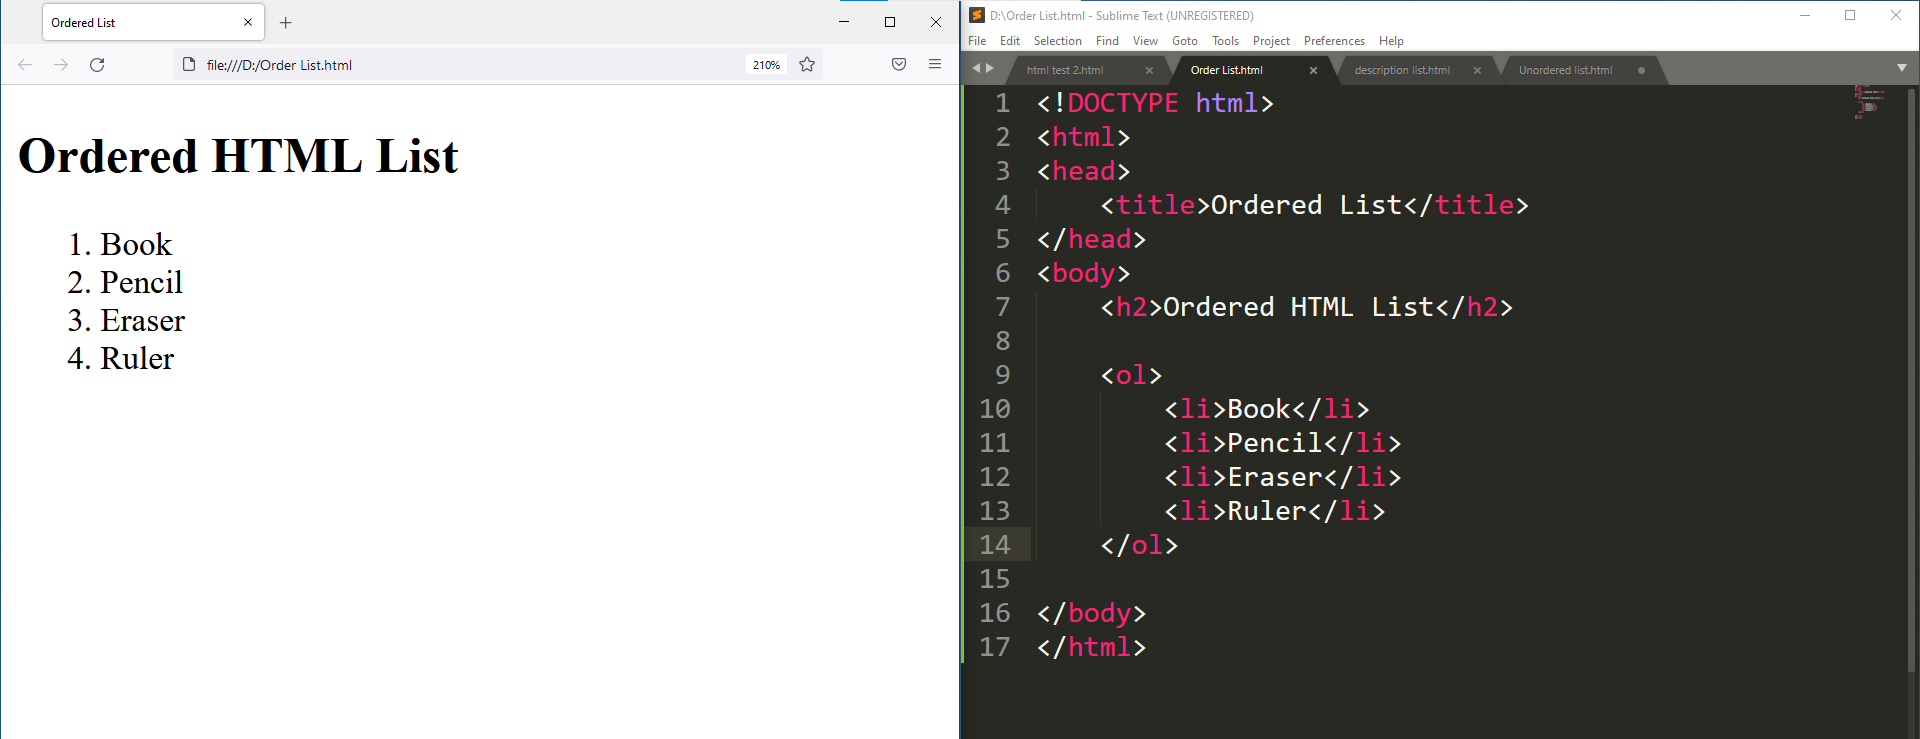 Ordered List
file:///D:/Order List.html
210%
Ordered HTML List
1. Book
2. Pencil
3. Eraser
4. Ruler
D:\Order List.html - Sublime Text (UNREGISTERED)
File Edit Selection Find View Goto Tools Project Preferences Help
html test 2.html Order List.html description list.html Unordered list.html
1 <!DOCTYPE html>
2 <html>
3 <head>
4 <title>Ordered List</title>
5 </head>
6 <body>
7 <h2>Ordered HTML List</h2>
8
9 <ol>
10 <li>Book</li>
11 <li>Pencil</li>
12 <li>Eraser</li>
13 <li>Ruler</li>
14 </ol>
15
16 </body>
17 </html>